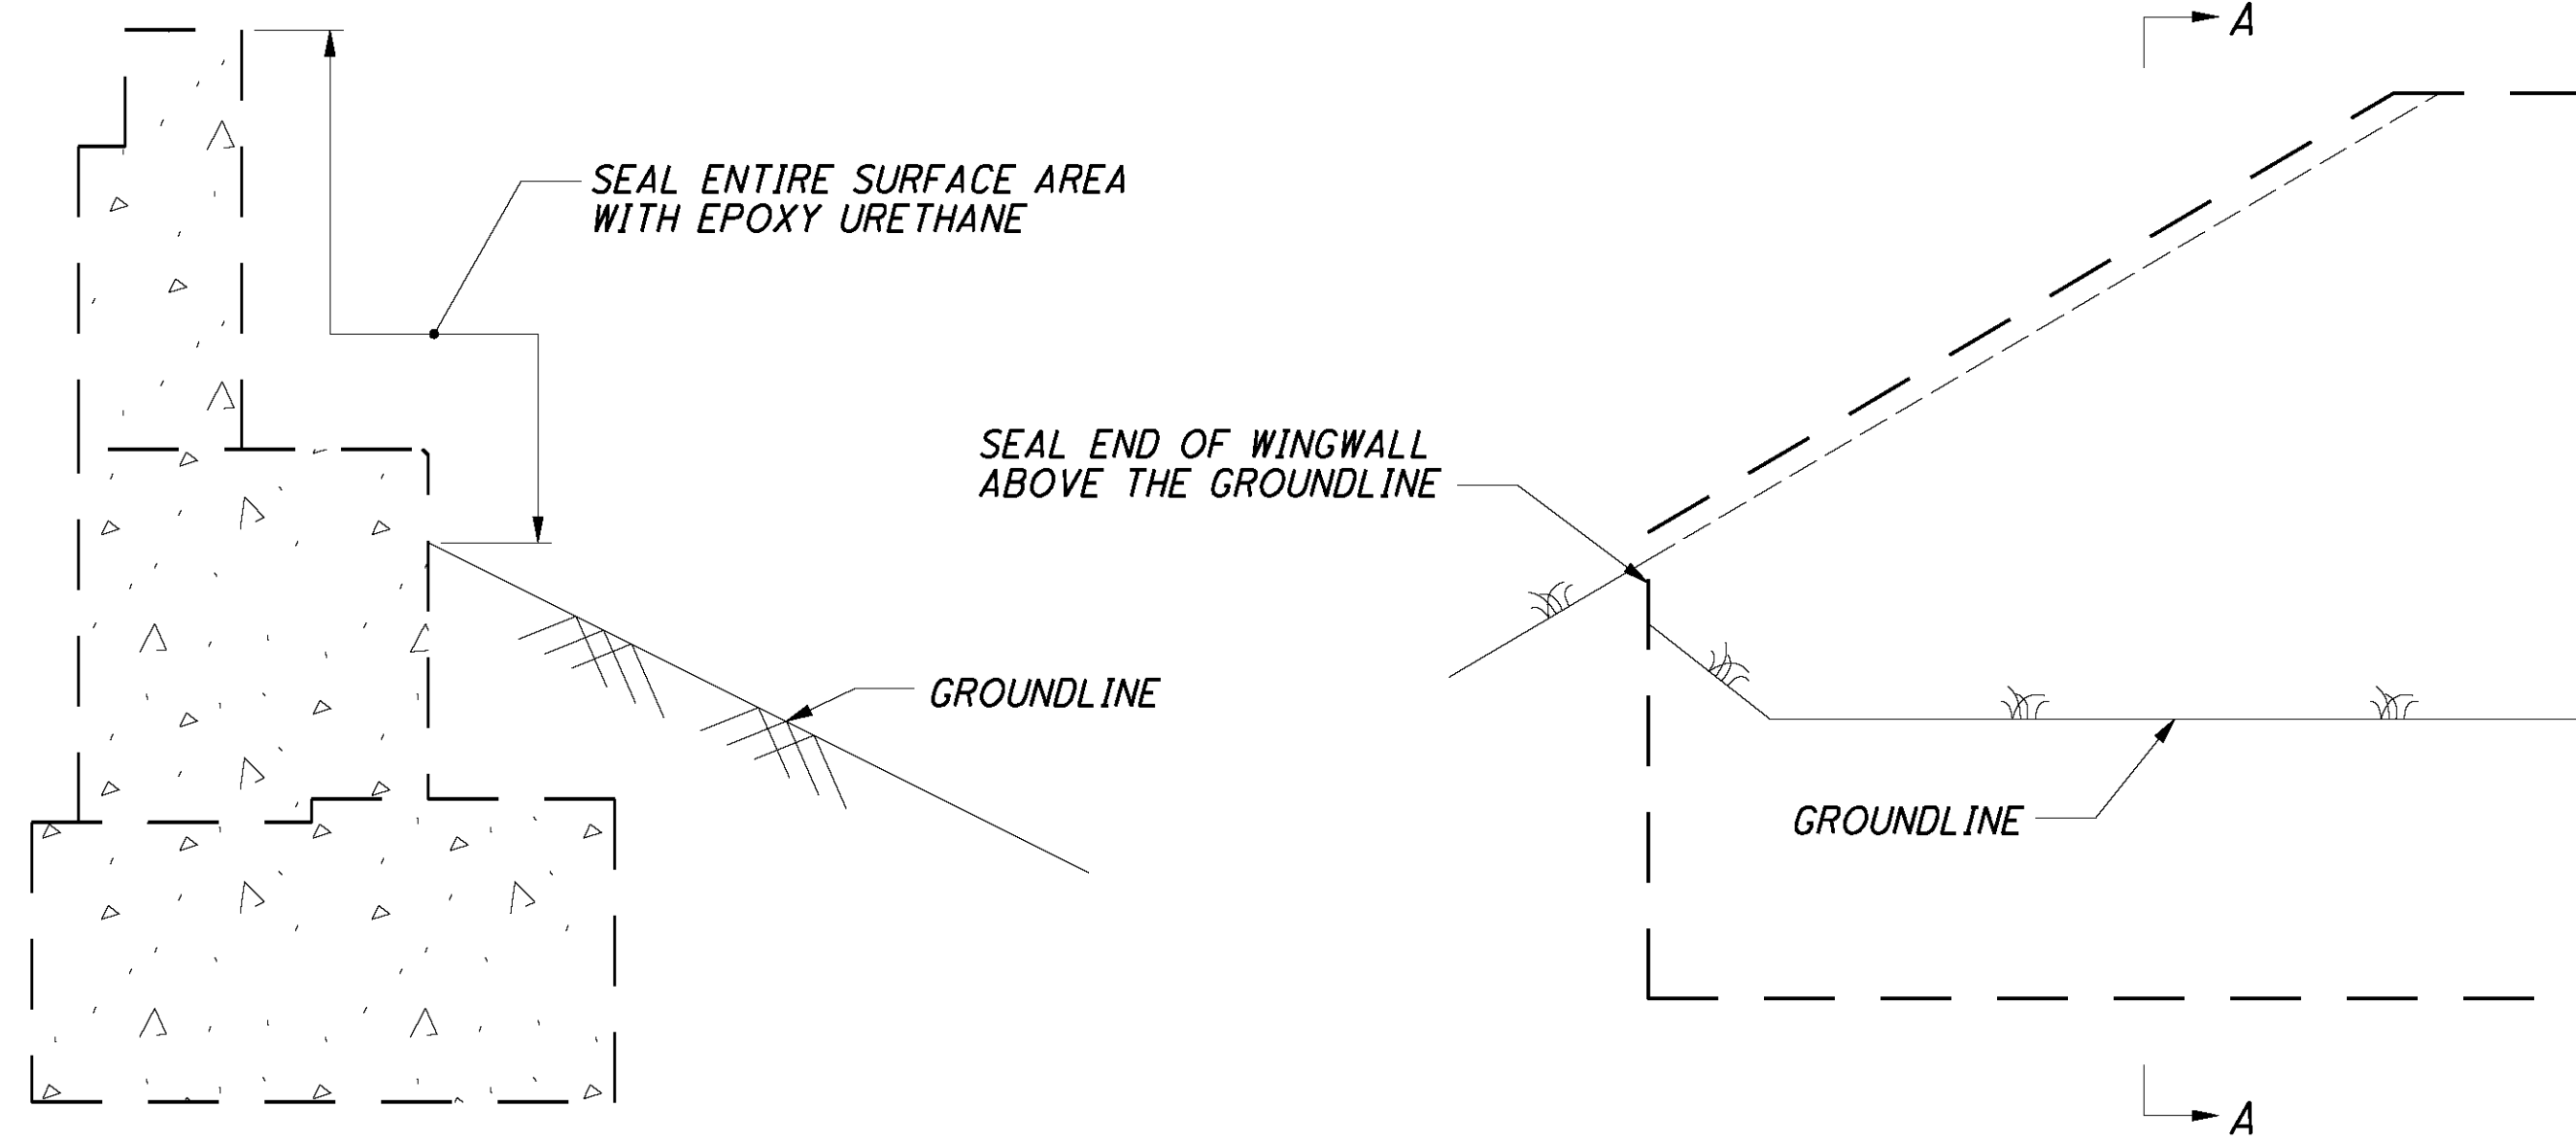 A
SEAL ENTIRE SURFACE AREA
WITH EPOXY URETHANE
SEAL END OF WINGWALL
ABOVE THE GROUNDLINE
GROUNDLINE
GROUNDLINE
A